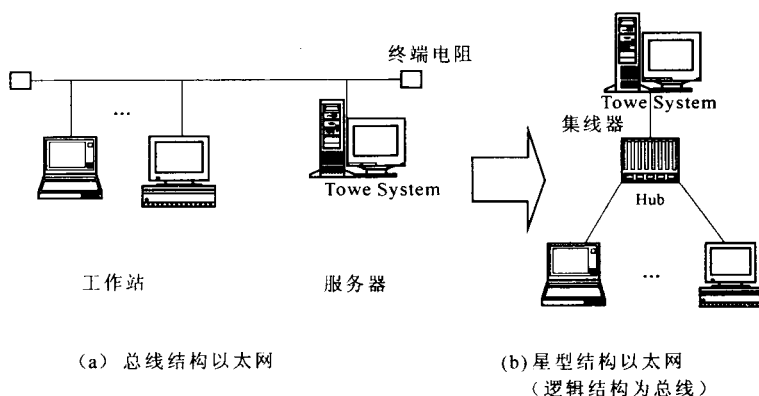 终端电阻
...
Towe System
工作站
服务器
(a) 总线结构以太网
Towe System
集线器
Hub
...
(b) 星型结构以太网
(逻辑结构为总线)